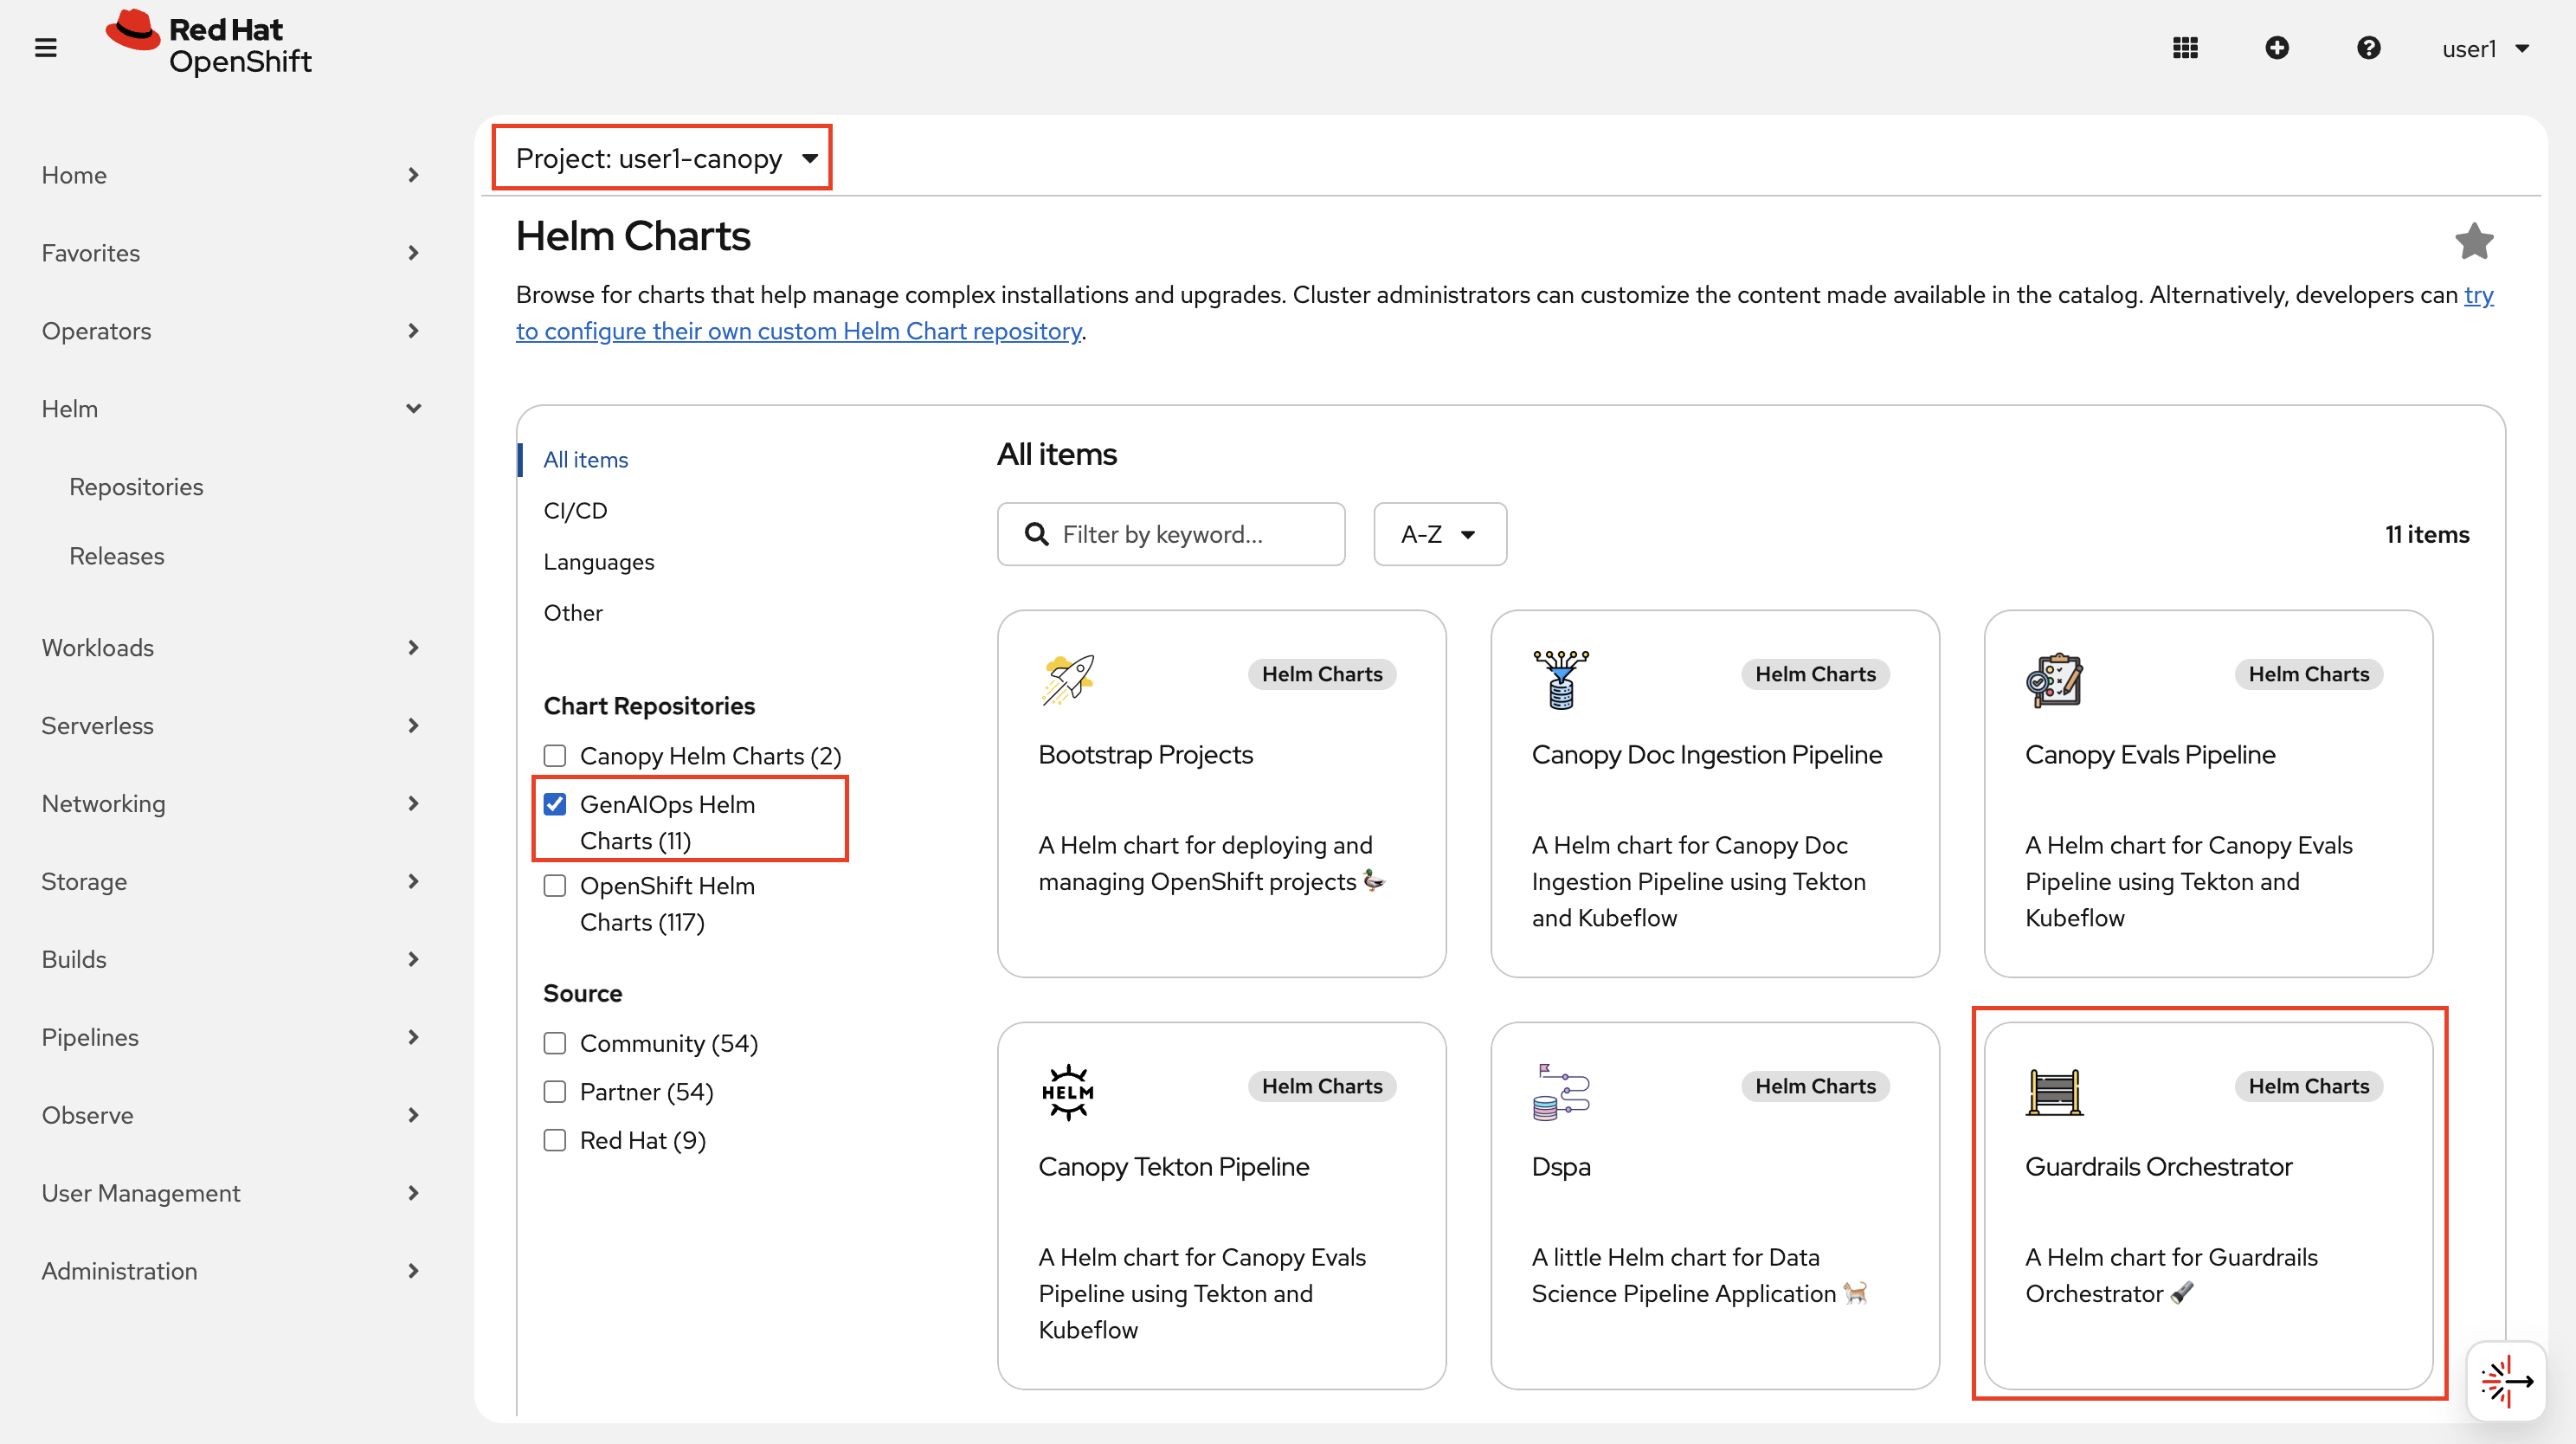 Red Hat
OpenShift
user1
Home
Favorites
Operators
Helm
Repositories
Releases
Workloads
Serverless
Networking
Storage
Builds
Pipelines
Observe
User Management
Administration
Project: user1-canopy
Helm Charts
Browse for charts that help manage complex installations and upgrades. Cluster administrators can customize the content made available in the catalog. Alternatively, developers can try
to configure their own custom Helm Chart repository.
All items
CI/CD
Languages
Other
Chart Repositories
Canopy Helm Charts (2)
GenAIOps Helm
Charts (11)
OpenShift Helm
Charts (117)
Source
Community (54)
Partner (54)
Red Hat (9)
All items
Filter by keyword...
A-Z
11 items
Helm Charts
Bootstrap Projects
A Helm chart for deploying and
managing OpenShift projects 🦆
Helm Charts
Canopy Doc Ingestion Pipeline
A Helm chart for Canopy Doc
Ingestion Pipeline using Tekton
and Kubeflow
Helm Charts
Canopy Evals Pipeline
A Helm chart for Canopy Evals
Pipeline using Tekton and
Kubeflow
HELM
Helm Charts
Canopy Tekton Pipeline
A Helm chart for Canopy Evals
Pipeline using Tekton and
Kubeflow
Helm Charts
Dspa
A little Helm chart for Data
Science Pipeline Application 🐈
Helm Charts
Guardrails Orchestrator
A Helm chart for Guardrails
Orchestrator 🔦